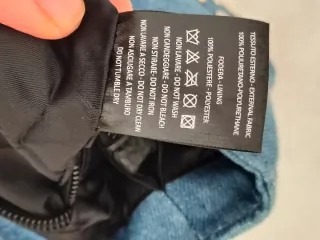 TESSUTO ESTERNO - EXTERNAL FABRIC
100% POLIURETANO - POLYURETHANE
FODERA - LINING
100% POLIESTERE - POLYESTER
NON LAVARE - DO NOT WASH
NON CANDEGGIARE - DO NOT BLEACH
NON STIRARE - DO NOT IRON
NON LAVARE A SECCO - DO NOT DRY CLEAN
NON ASCIUGARE A TAMBURO
DO NOT TUMBLE DRY